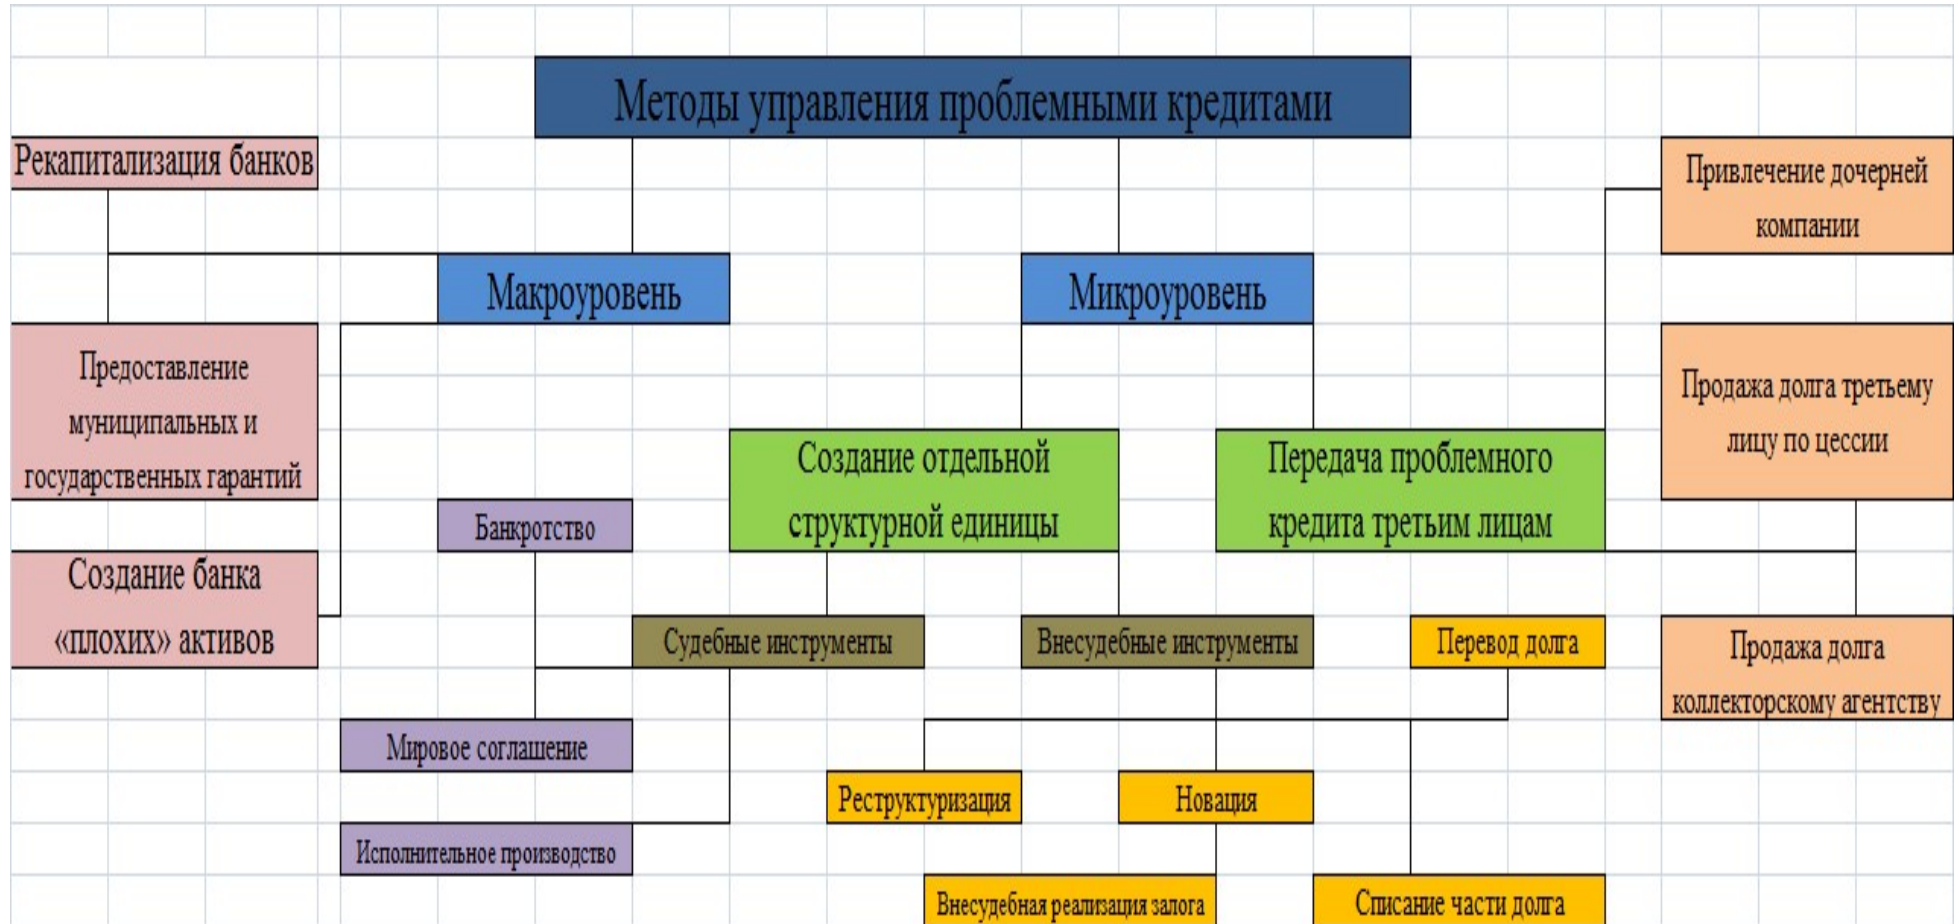 Методы управления проблемными кредитами
Рекапитализация банков
Привлечение дочерней
компании
Макроуровень
Микроуровень
Предоставление
муниципальных и
государственных гарантий
Продажа долга третьему
лицу по цессии
Создание отдельной
структурной единицы
Передача проблемного
кредита третьим лицам
Банкротство
Создание банка
«плохих» активов
Судебные инструменты
Внесудебные инструменты
Перевод долга
Продажа долга
коллекторскому агентству
Мировое соглашение
Реструктуризация
Новация
Исполнительное производство
Внесудебная реализация залога
Списание части долга